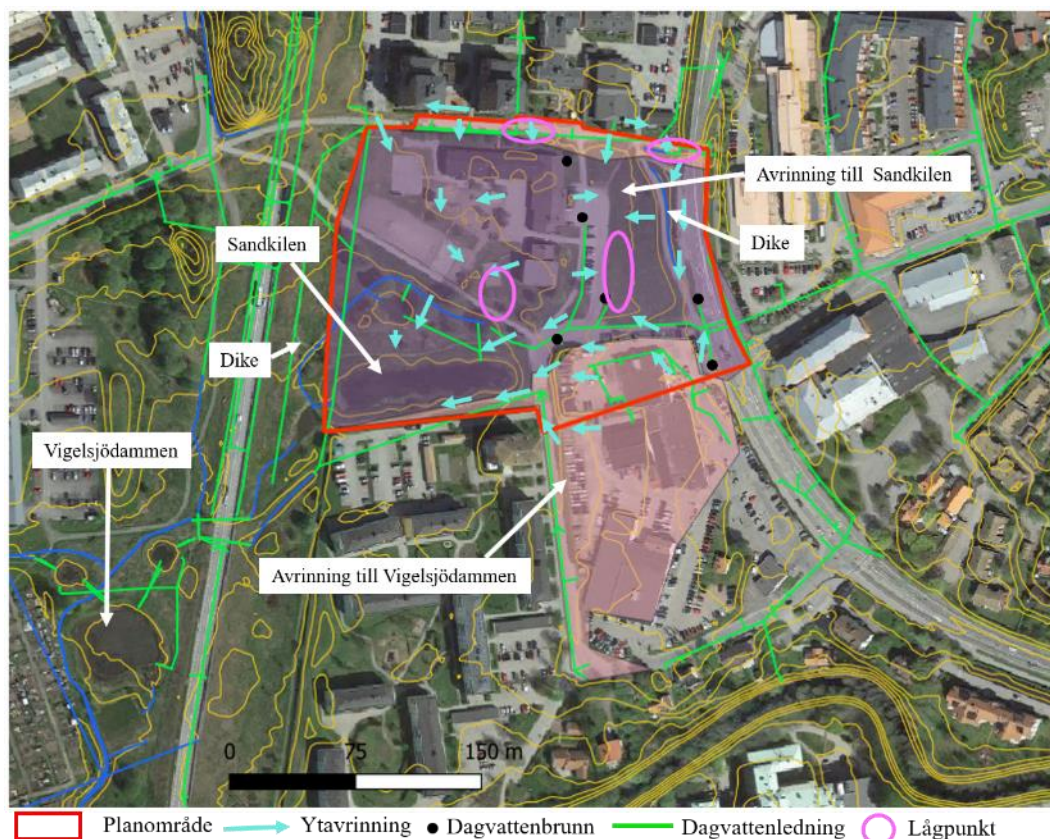 Avrinning till Sandkilen
Sandkilen
Dike
Dike
Vigelsjödammen
Avrinning till Vigelsjödammen
0 75 150 m
Planområde Ytavrinning Dagvattenbrunn Dagvattenledning Lågpunkt